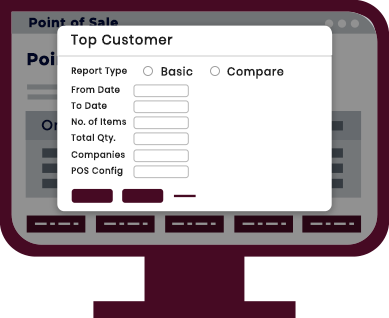 Point of Sale
Top Customer
Poi
Report Type Basic Compare
From Date
To Date
No. of Items
Or
Total Qty.
Companies
POS Config